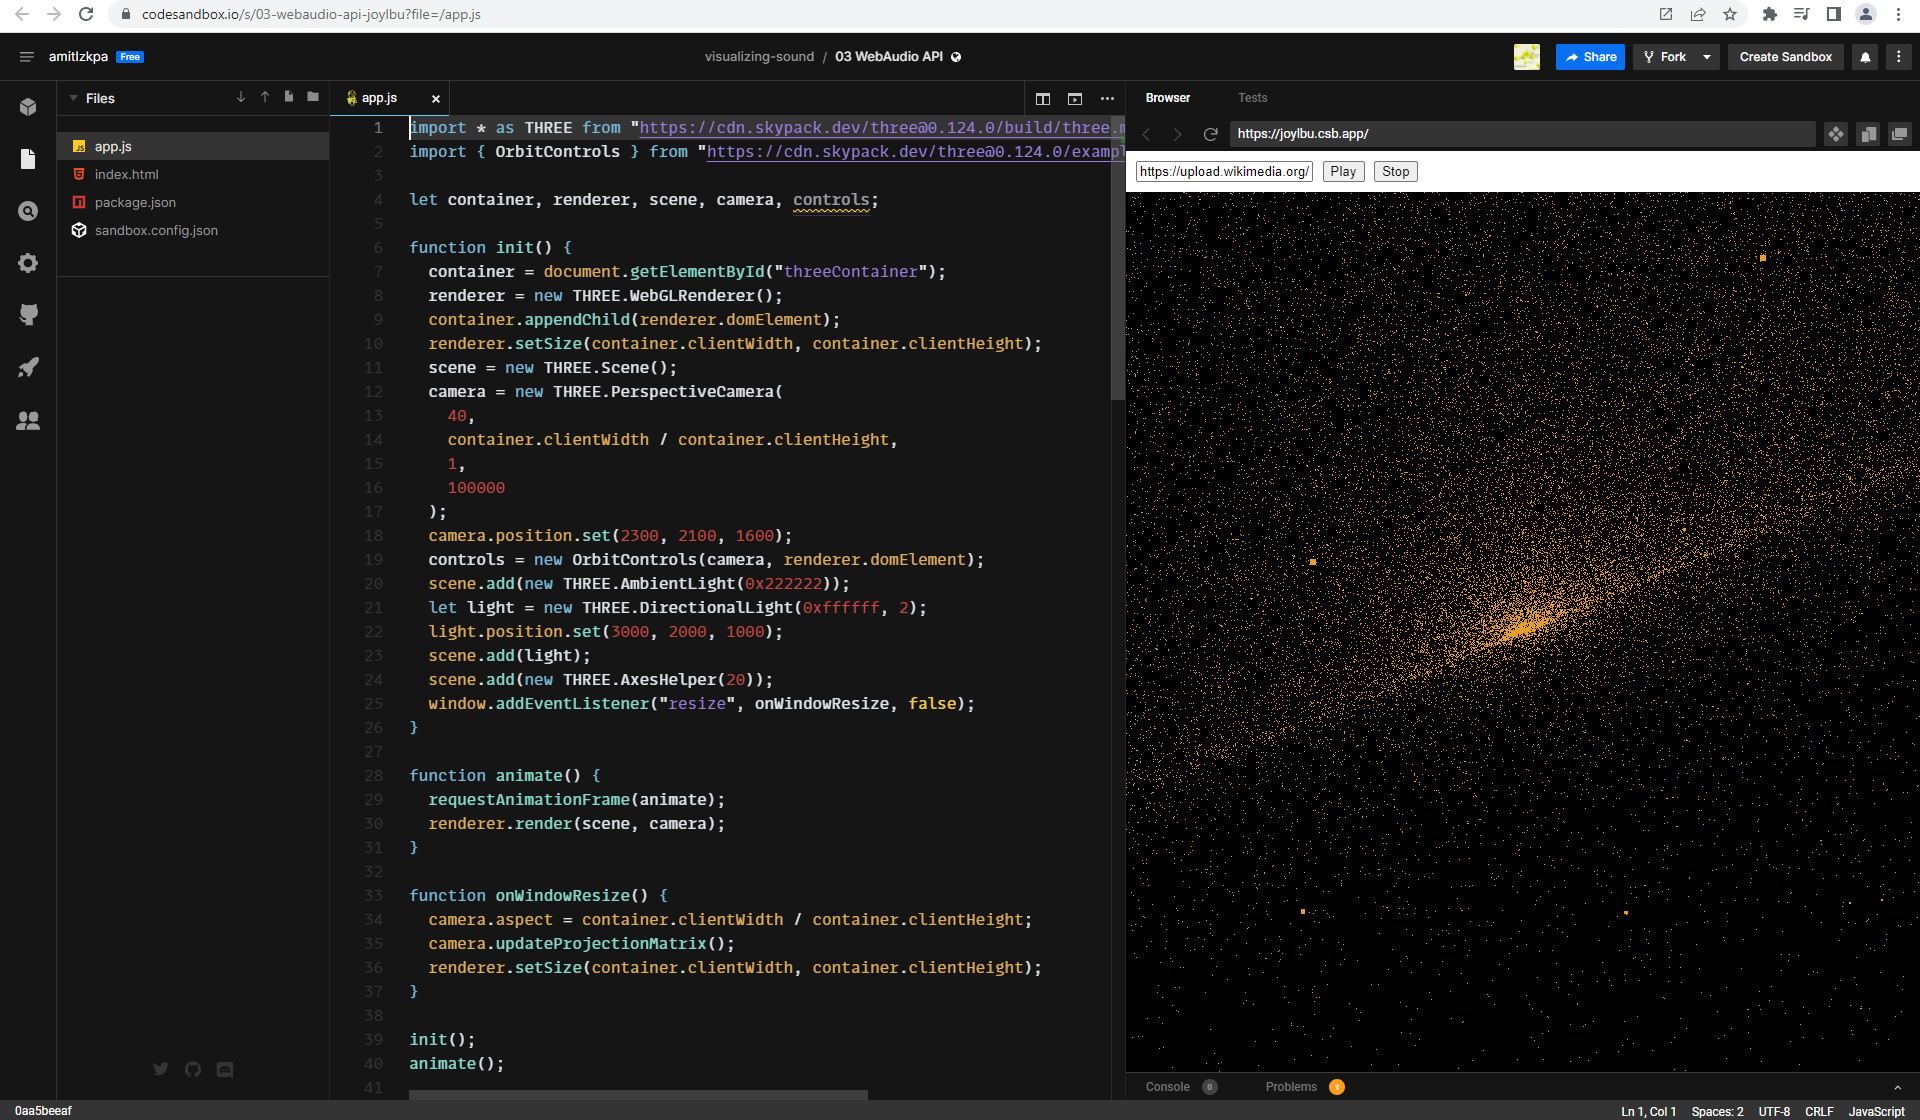 codesandbox.io/s/03-webaudio-api-joylbu?file=/app.js
amitlzkpa Free
visualizing-sound / 03 WebAudio API
Share Fork Create Sandbox
Files
app.js
index.html
package.json
sandbox.config.json
app.js
1 import * as THREE from "https://cdn.skypack.dev/three@0.124.0/build/three.m
2 import { OrbitControls } from "https://cdn.skypack.dev/three@0.124.0/exampl
3
4 let container, renderer, scene, camera, controls;
5
6 function init() {
7 container = document.getElementById("threeContainer");
8 renderer = new THREE.WebGLRenderer();
9 container.appendChild(renderer.domElement);
10 renderer.setSize(container.clientWidth, container.clientHeight);
11 scene = new THREE.Scene();
12 camera = new THREE.PerspectiveCamera(
13 40,
14 container.clientWidth / container.clientHeight,
15 1,
16 100000
17 );
18 camera.position.set(2300, 2100, 1600);
19 controls = new OrbitControls(camera, renderer.domElement);
20 scene.add(new THREE.AmbientLight(0x222222));
21 let light = new THREE.DirectionalLight(0xffffff, 2);
22 light.position.set(3000, 2000, 1000);
23 scene.add(light);
24 scene.add(new THREE.AxesHelper(20));
25 window.addEventListener("resize", onWindowResize, false);
26 }
27
28 function animate() {
29 requestAnimationFrame(animate);
30 renderer.render(scene, camera);
31 }
32
33 function onWindowResize() {
34 camera.aspect = container.clientWidth / container.clientHeight;
35 camera.updateProjectionMatrix();
36 renderer.setSize(container.clientWidth, container.clientHeight);
37 }
38
39 init();
40 animate();
41
Browser Tests
https://joylbu.csb.app/
https://upload.wikimedia.org/ Play Stop
Console 0 Problems 1
0aa5beeaf
Ln 1, Col 1 Spaces: 2 UTF-8 CRLF JavaScript